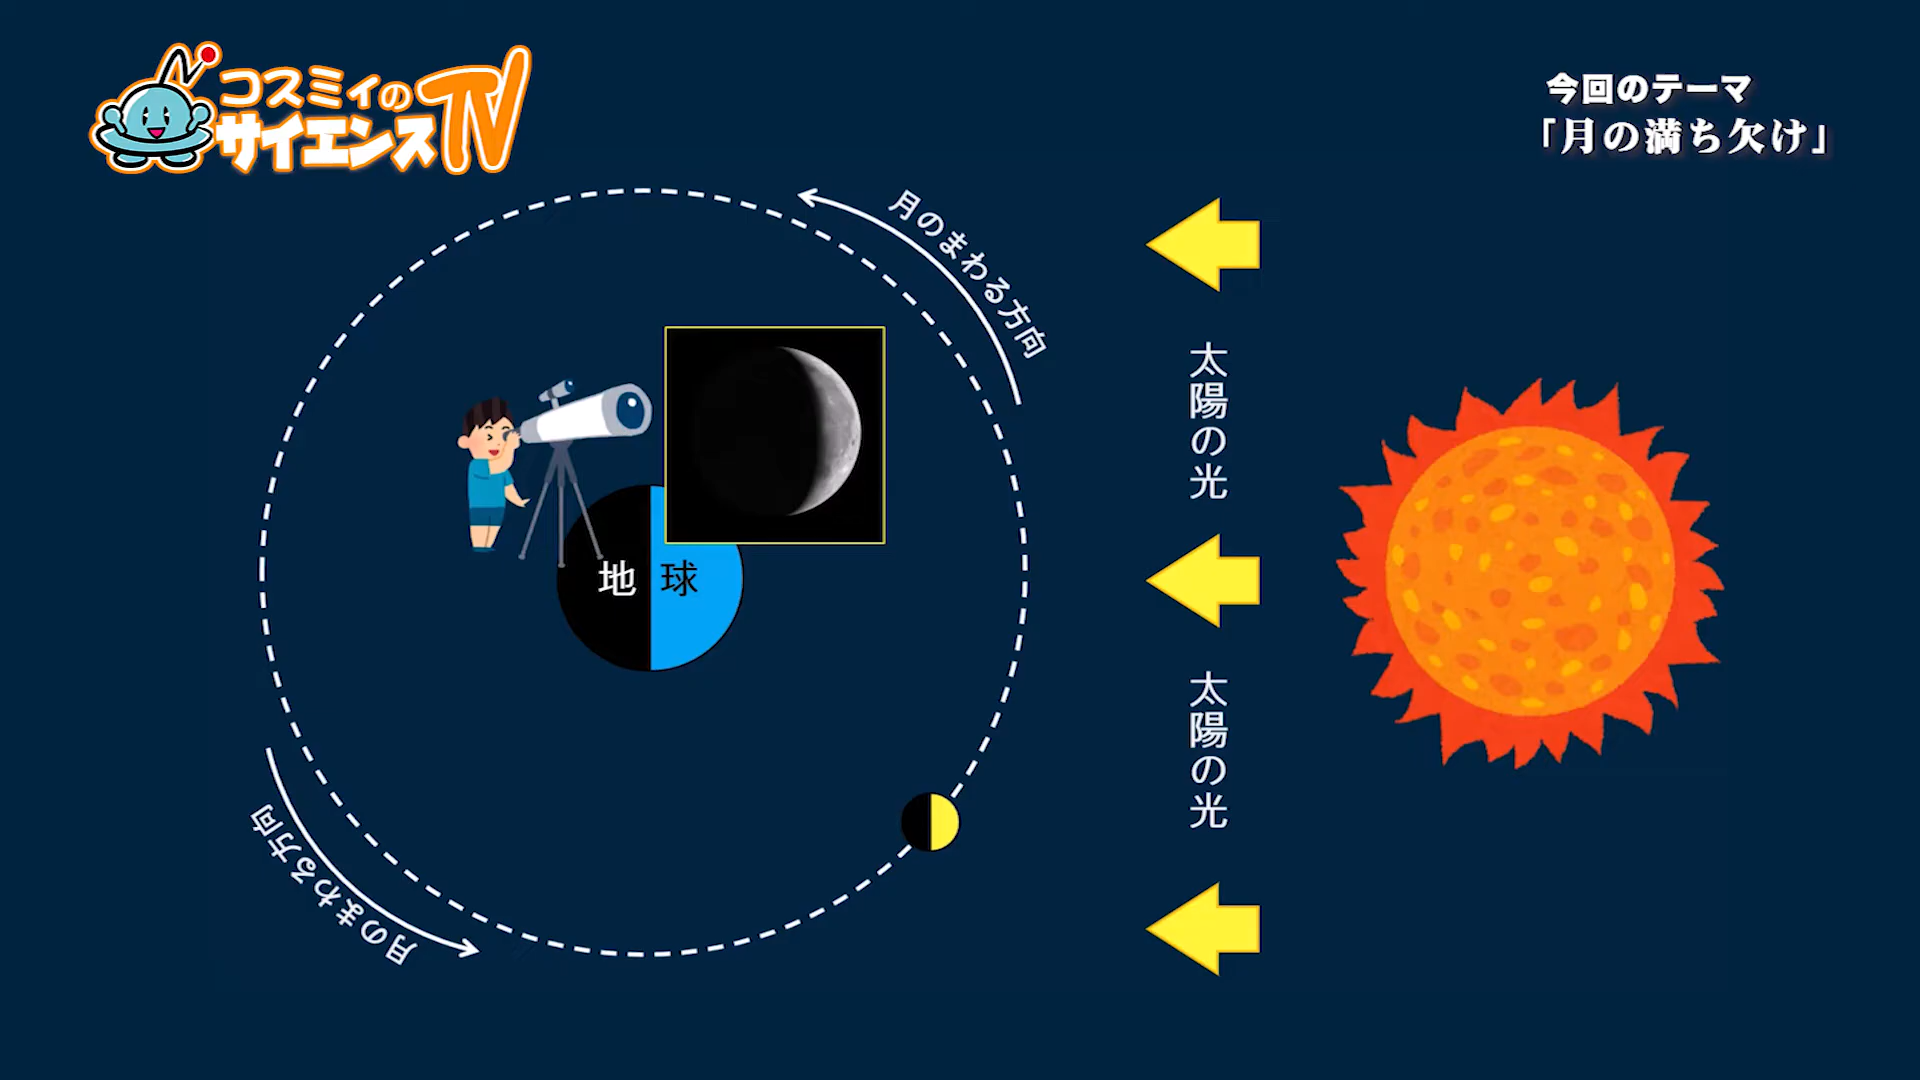 コスミィの
サイエンスTV
今回のテーマ
「月の満ち欠け」
月のまわる方向
太陽の光
地球
太陽の光
月のまわる方向